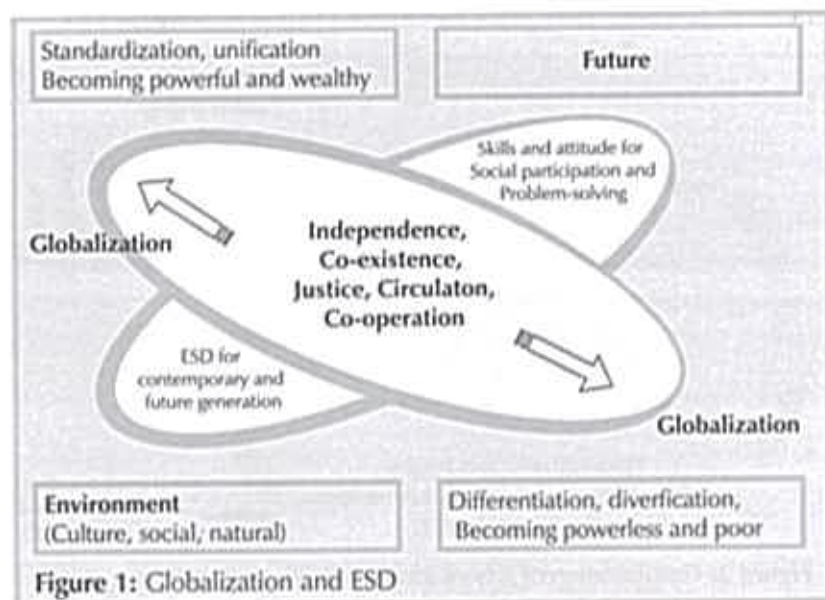 Standardization, unification
Becoming powerful and wealthy
Future
Skills and attitude for
Social participation and
Problem-solving
Globalization
Independence,
Co-existence,
Justice, Circulaton,
Co-operation
ESD for
contemporary and
future generation
Globalization
Environment
(Culture, social, natural)
Differentiation, diverfication,
Becoming powerless and poor
Figure 1: Globalization and ESD